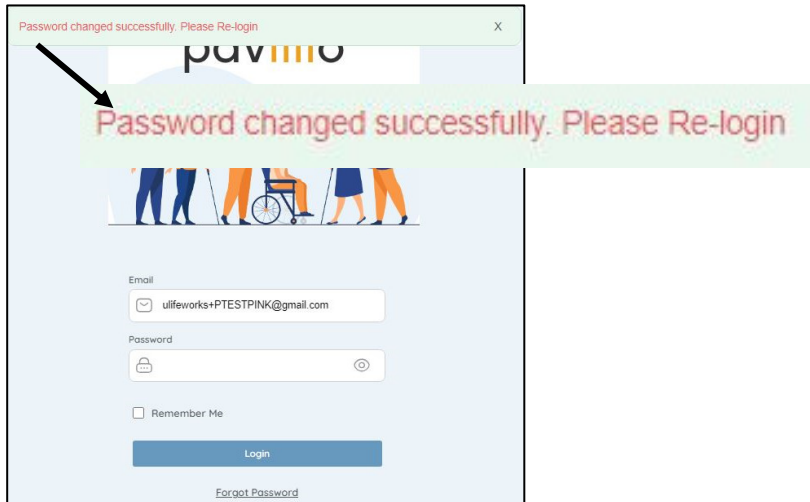 Password changed successfully. Please Re-login X
pavillio
Password changed successfully. Please Re-login
Email
ulifeworks+PTESTPINK@gmail.com
Password
Remember Me
Login
Forgot Password